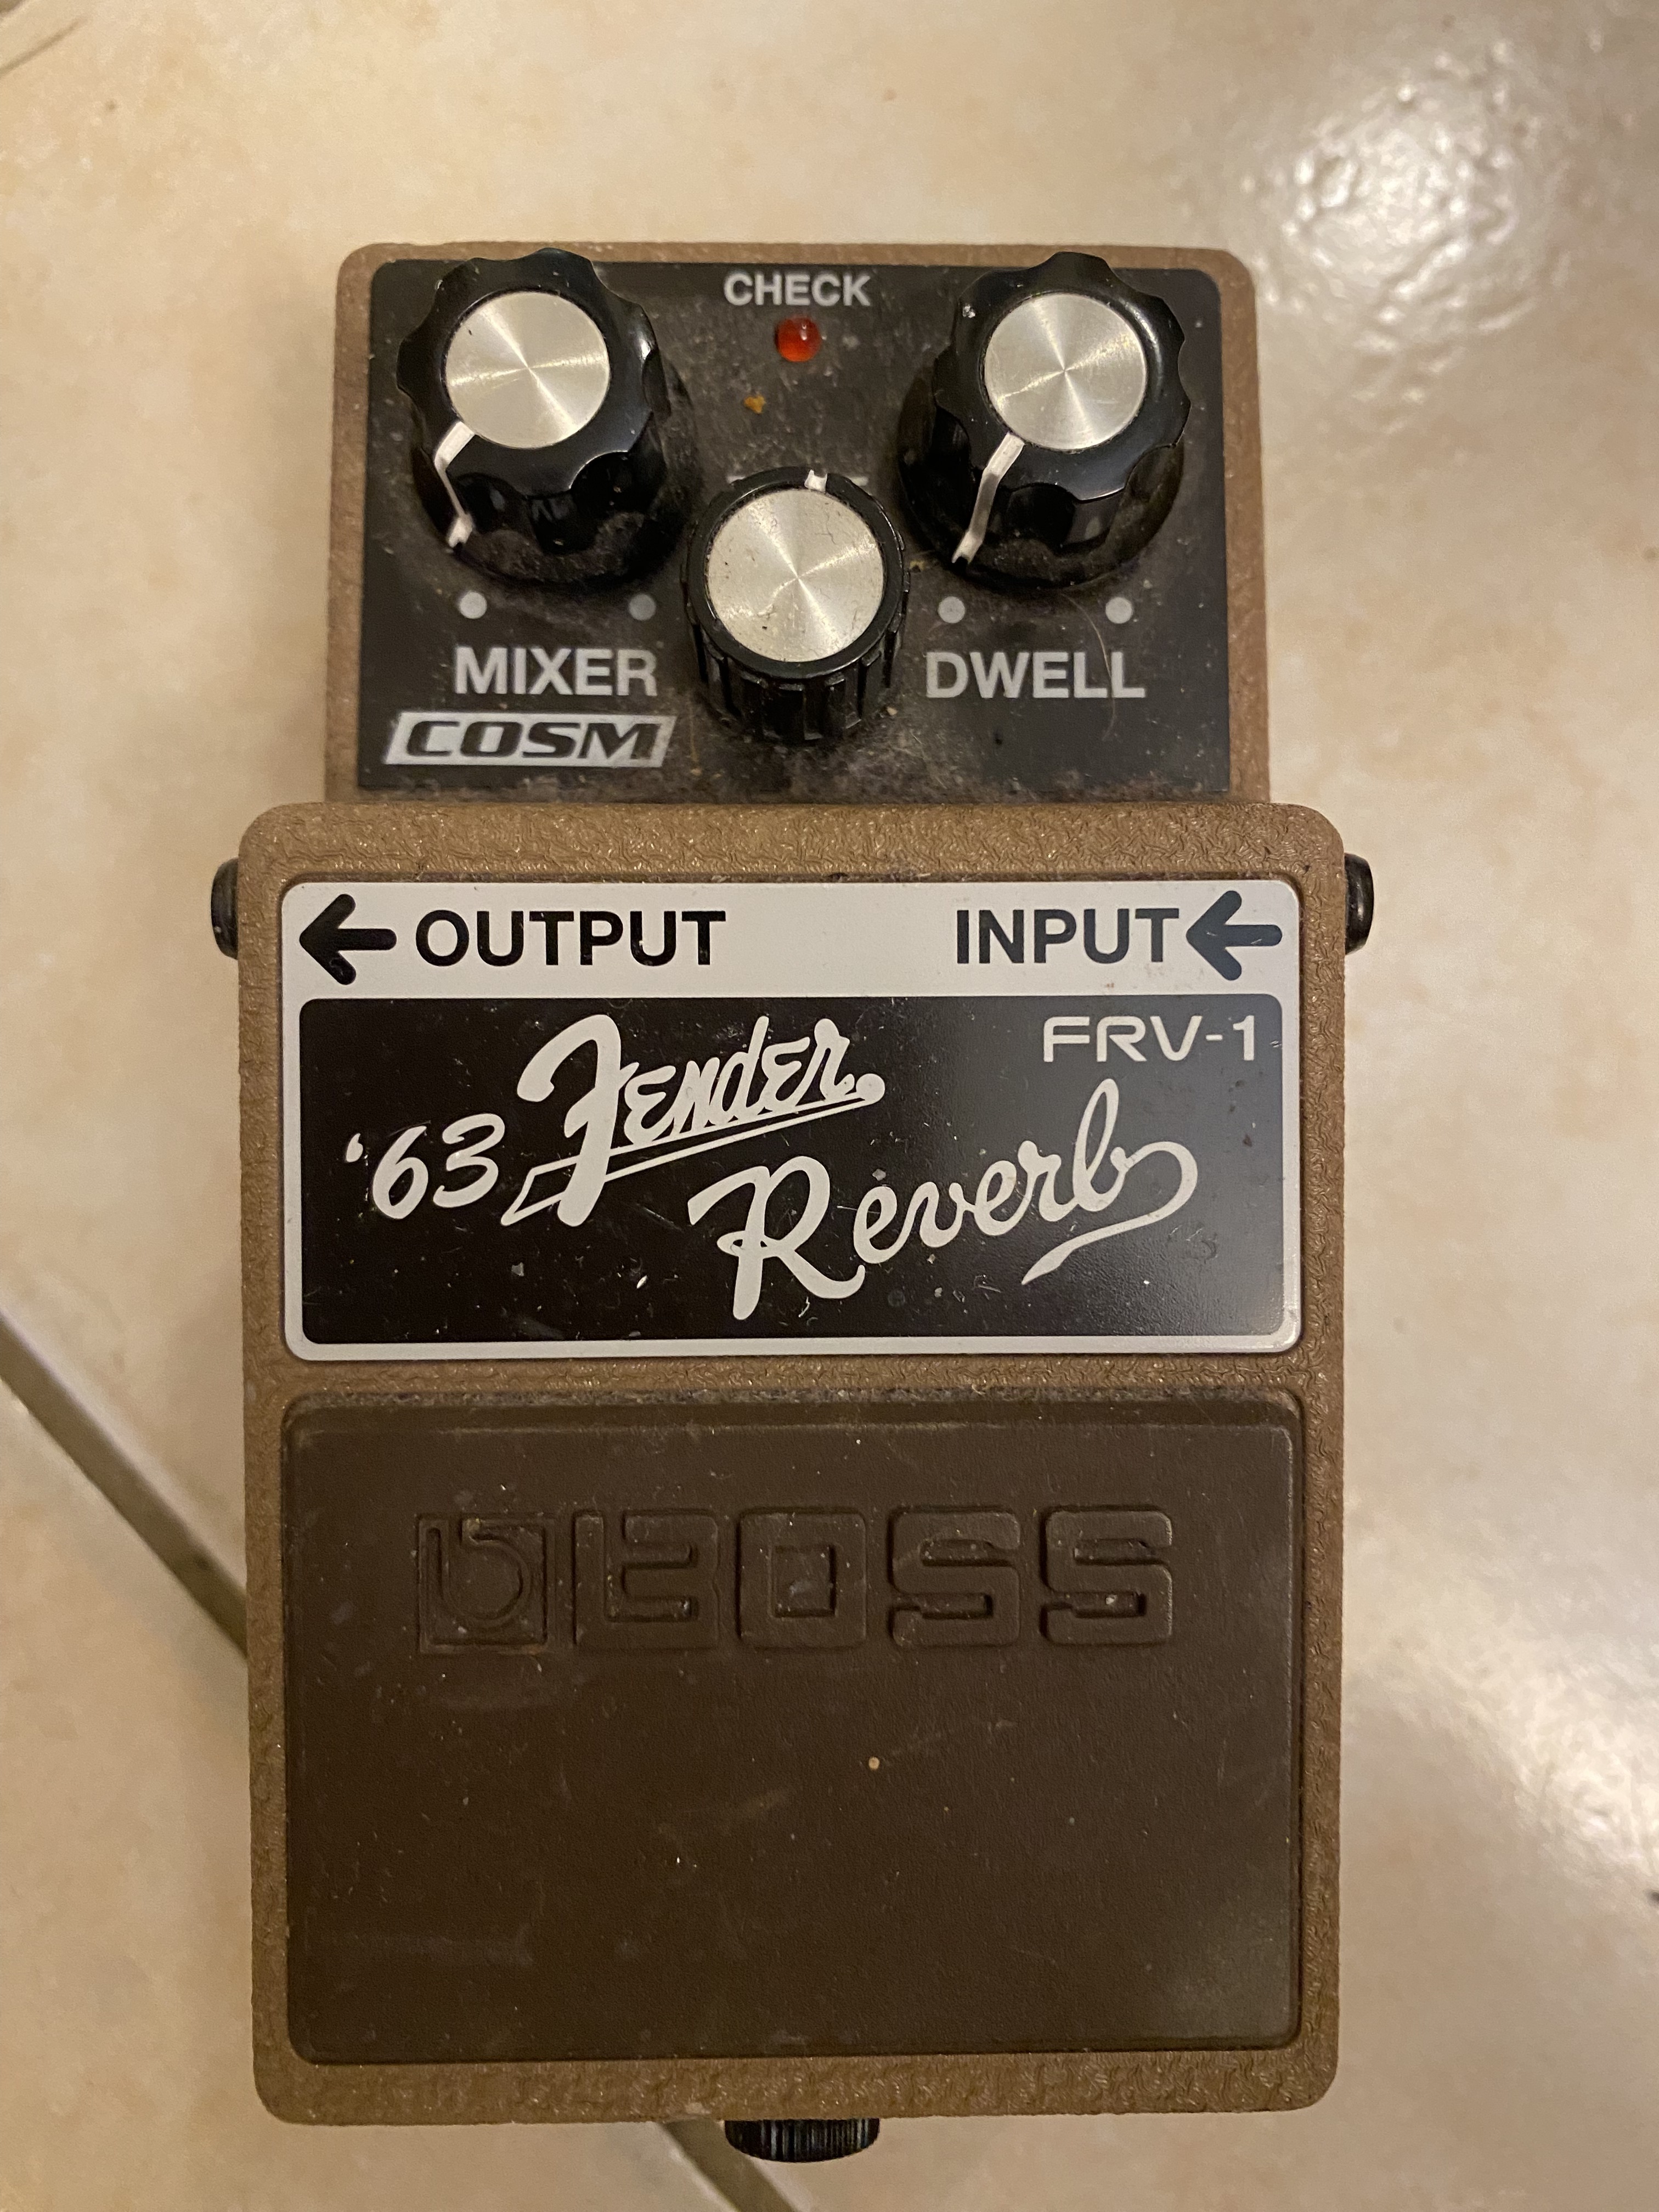 CHECK
MIXER DWELL
COSM
OUTPUT INPUT
FRV-1
'63 Fender
Reverb
BOSS